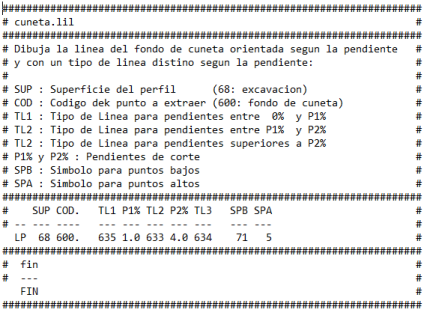 ######################################################################
# cuneta.lil                                                         #
######################################################################
# Dibuja la linea del fondo de cuneta orientada segun la pendiente   #
# y con un tipo de linea distino segun la pendiente:                 #
#                                                                    #
# SUP : Superficie del perfil      (68: excavacion)                  #
# COD : Codigo dek punto a extraer (600: fondo de cuneta)            #
# TL1 : Tipo de Linea para pendientes entre  0%  y P1%               #
# TL2 : Tipo de Linea para pendientes entre P1%  y P2%               #
# TL2 : Tipo de Linea para pendientes superiores a P2%               #
# P1% y P2% : Pendientes de corte                                    #
# SPB : Simbolo para puntos bajos                                    #
# SPA : Simbolo para puntos altos                                    #
######################################################################
#    SUP COD.   TL1 P1% TL2 P2% TL3   SPB SPA                        #
# -- -- ----   --- --- --- --- ---   --- ---                         #
  LP  68 600.   635 1.0 633 4.0 634    71   5
######################################################################
#  fin                                                               #
#  ---                                                               #
   FIN
######################################################################